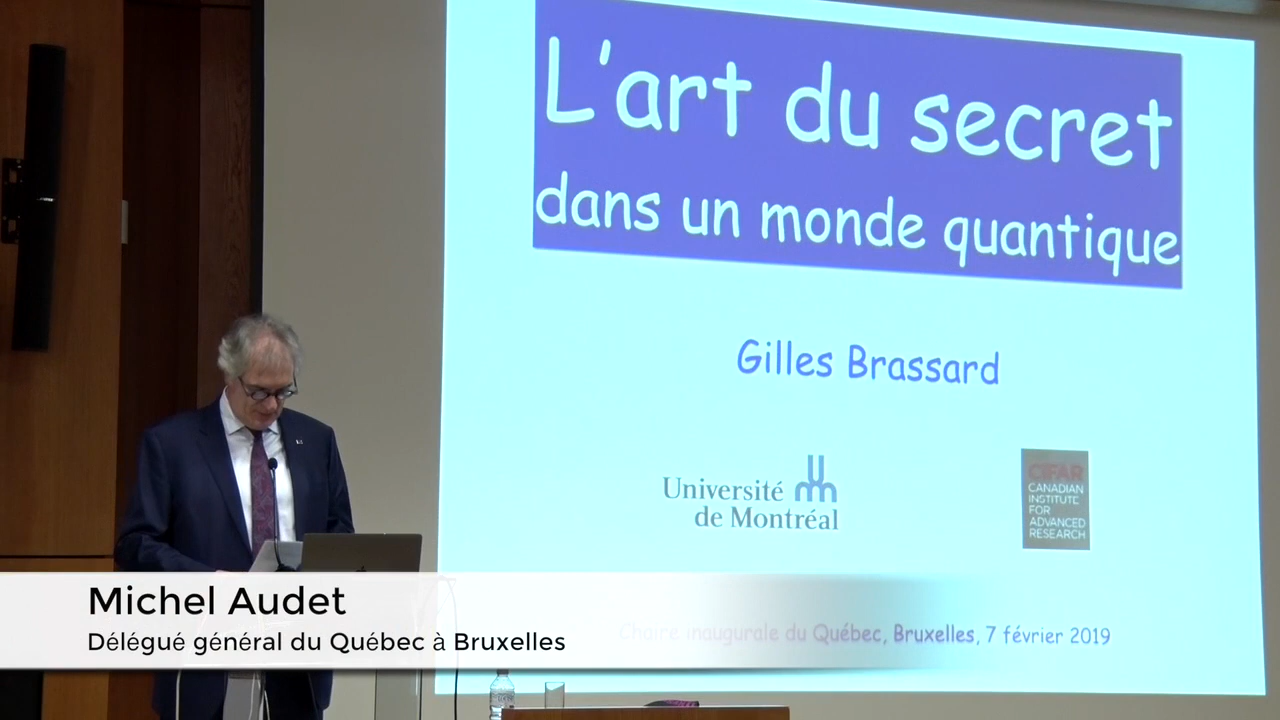 L'art du secret
dans un monde quantique
Gilles Brassard
Université
de Montréal
CIFAR
CANADIAN
INSTITUTE
FOR
ADVANCED
RESEARCH
Michel Audet
Délégué général du Québec à Bruxelles
Chaire inaugurale du Québec, Bruxelles, 7 février 2019